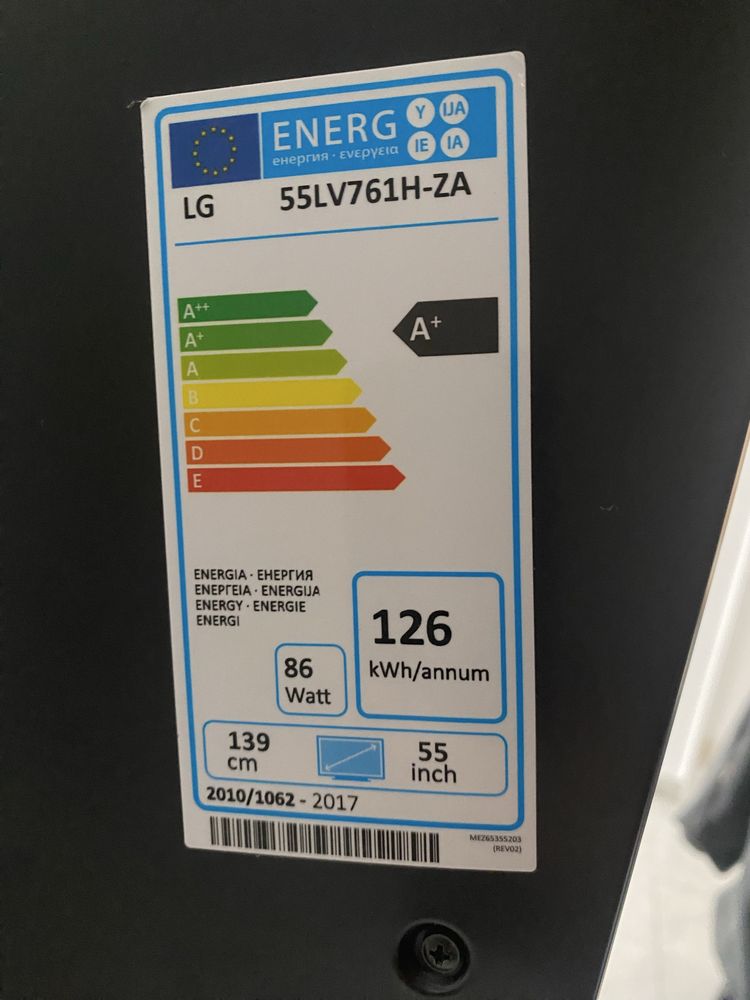 ENERG Y IJA
енергия · ενεργεια IE IA
LG 55LV761H-ZA
A++
A+
A+
A
B
C
D
E
ENERGIA · ЕНЕРГИЯ
ΕΝΕΡΓΕΙΑ · ENERGIJA
ENERGY · ENERGIE
ENERGI
126
kWh/annum
86
Watt
139
cm
55
inch
2010/1062 - 2017
MEZ65355203
(REV02)